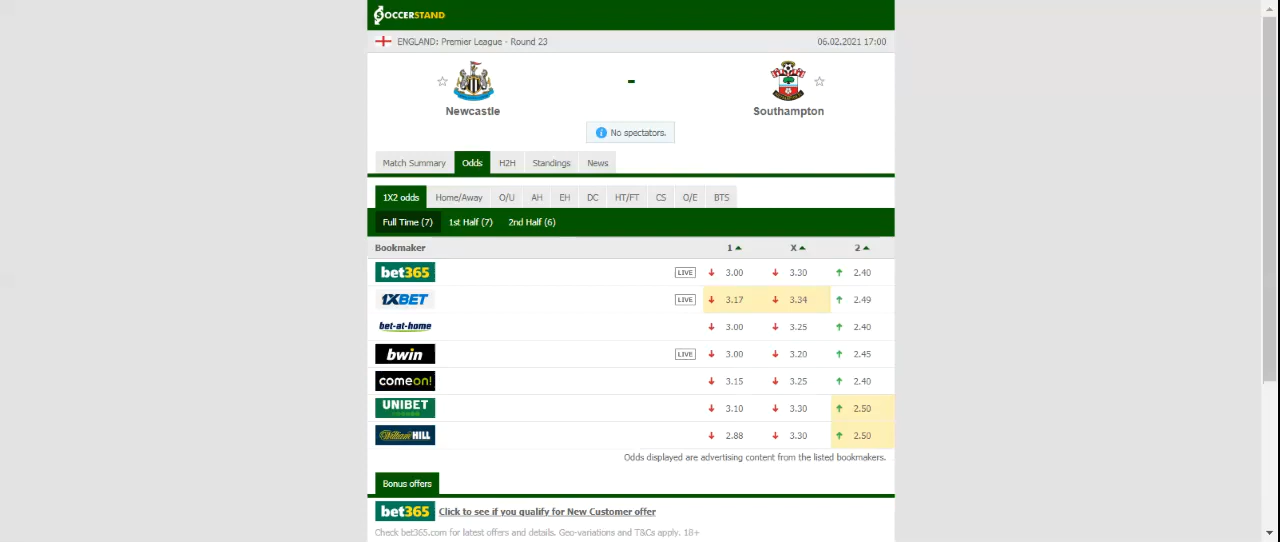 SOCCERSTAND
ENGLAND: Premier League - Round 23 06.02.2021 17:00
-
Newcastle Southampton
No spectators.
Match Summary Odds H2H Standings News
1X2 odds Home/Away O/U AH EH DC HT/FT CS O/E BTS
Full Time (7) 1st Half (7) 2nd Half (6)
Bookmaker 1 X 2
bet365 LIVE 3.00 3.30 2.40
1XBET LIVE 3.17 3.34 2.49
bet-at-home 3.00 3.25 2.40
bwin LIVE 3.00 3.20 2.45
comeon! 3.15 3.25 2.40
UNIBET 3.10 3.30 2.50
William HILL 2.88 3.30 2.50
Odds displayed are advertising content from the listed bookmakers.
Bonus offers
bet365 Click to see if you qualify for New Customer offer
Check bet365.com for latest offers and details. Geo-variations and T&Cs apply. 18+